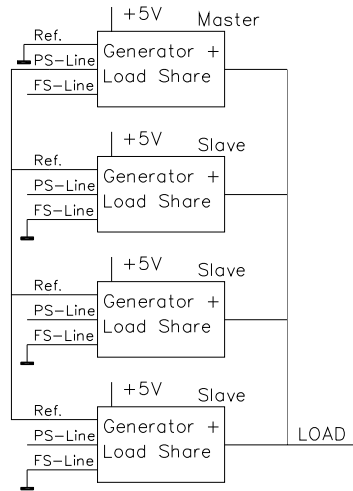 +5V Master
Ref.
PS-Line
FS-Line
Generator +
Load Share
+5V Slave
Ref.
PS-Line
FS-Line
Generator +
Load Share
+5V Slave
Ref.
PS-Line
FS-Line
Generator +
Load Share
+5V Slave
Ref.
PS-Line
FS-Line
Generator +
Load Share
LOAD